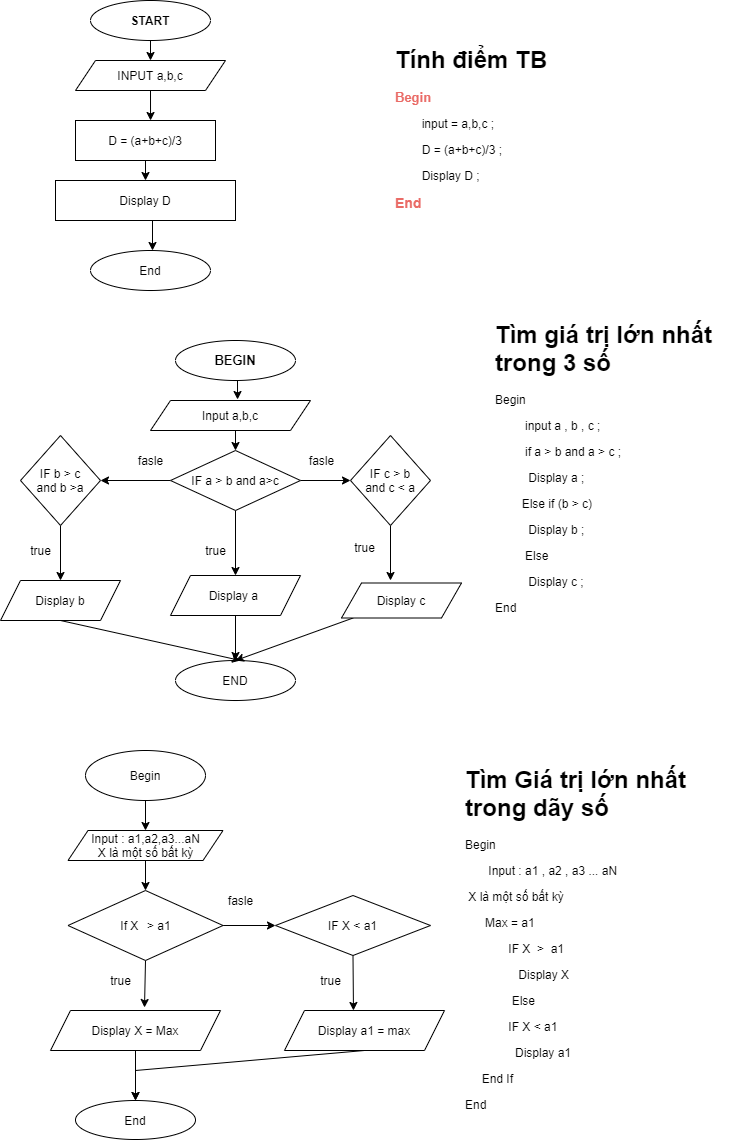 START
INPUT a,b,c
D = (a+b+c)/3
Display D
End
Tính điểm TB
Begin
input = a,b,c ;
D = (a+b+c)/3 ;
Display D ;
End
BEGIN
Input a,b,c
fasle
fasle
IF b > c
and b >a
IF a > b and a>c
IF c > b
and c < a
true
true
true
Display b
Display a
Display c
END
Tìm giá trị lớn nhất
trong 3 số
Begin
input a , b , c ;
if a > b and a > c ;
Display a ;
Else if (b > c)
Display b ;
Else
Display c ;
End
Begin
Input : a1,a2,a3...aN
X là một số bất kỳ
fasle
If X > a1
IF X < a1
true
true
Display X = Max
Display a1 = max
End
Tìm Giá trị lớn nhất
trong dãy số
Begin
Input : a1 , a2 , a3 ... aN
X là một số bất kỳ
Max = a1
IF X > a1
Display X
Else
IF X < a1
Display a1
End If
End